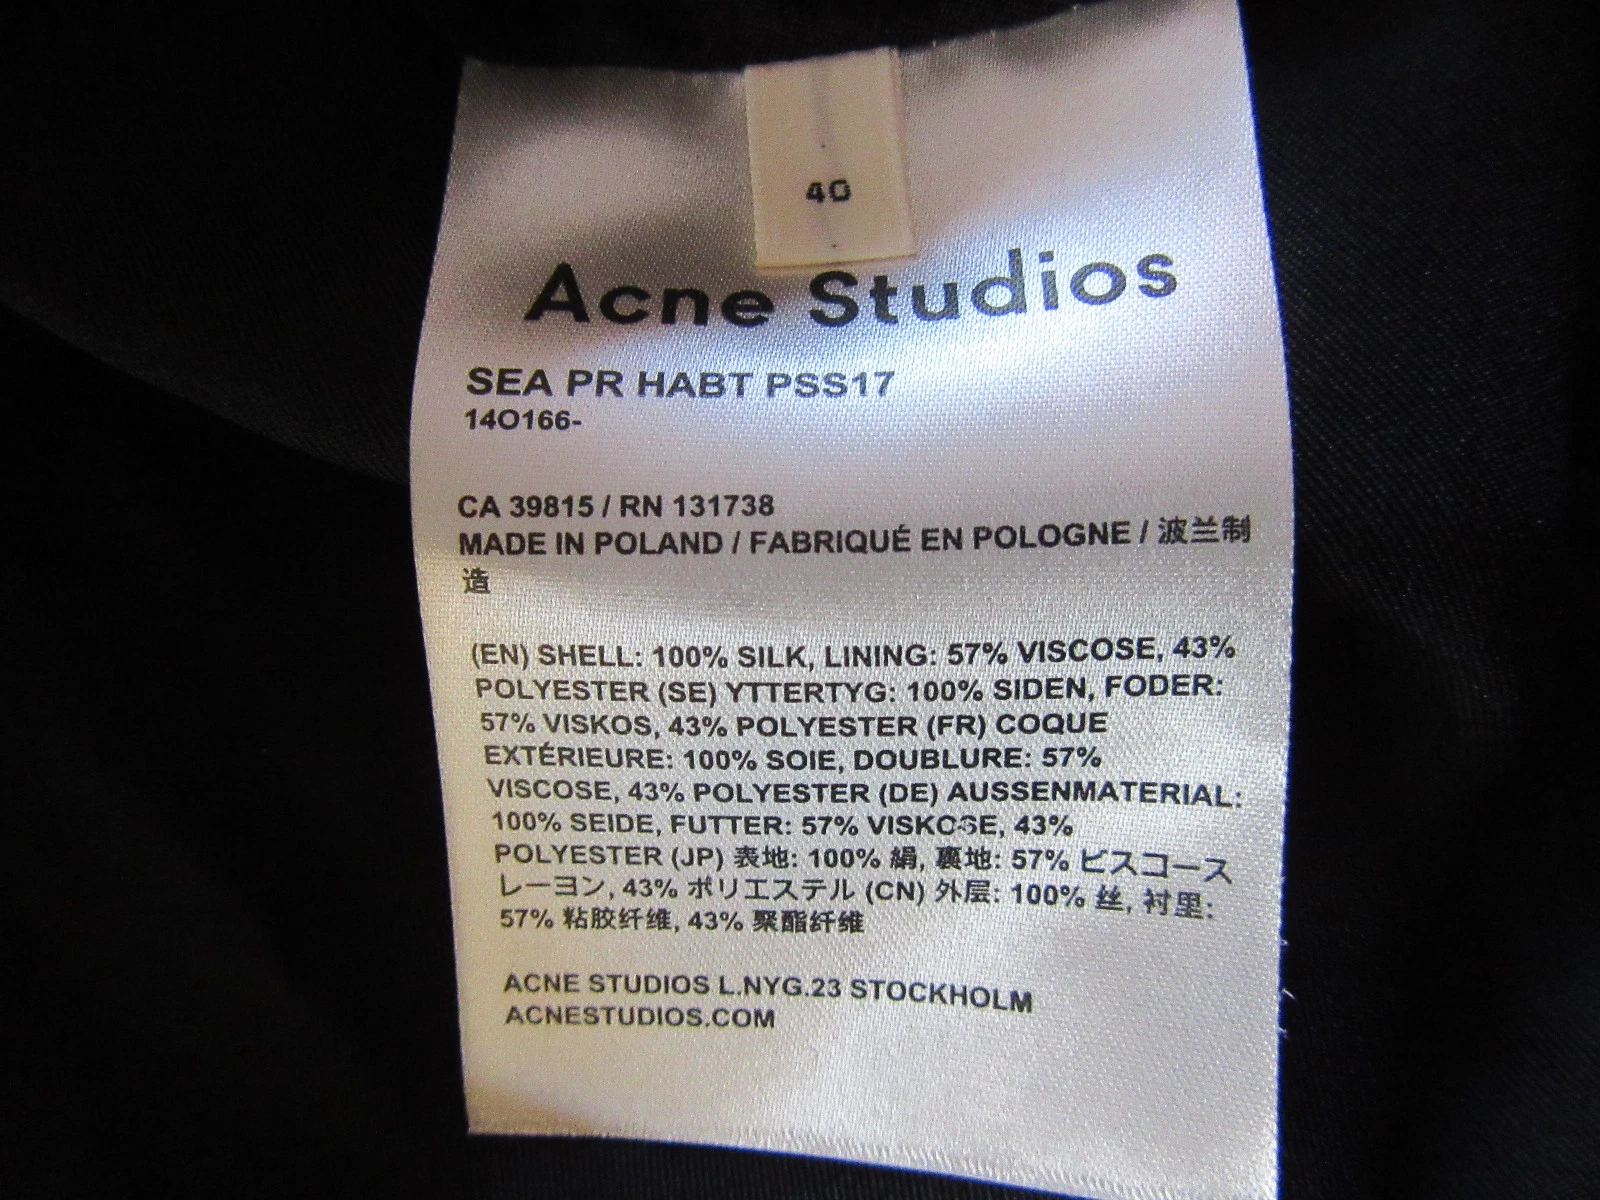 40
Acne Studios
SEA PR HABT PSS17
14O166-
CA 39815 / RN 131738
MADE IN POLAND / FABRIQUÉ EN POLOGNE / 波兰制
造
(EN) SHELL: 100% SILK, LINING: 57% VISCOSE, 43%
POLYESTER (SE) YTTERTYG: 100% SIDEN, FODER:
57% VISKOS, 43% POLYESTER (FR) COQUE
EXTÉRIEURE: 100% SOIE, DOUBLURE: 57%
VISCOSE, 43% POLYESTER (DE) AUSSENMATERIAL:
100% SEIDE, FUTTER: 57% VISKOSE, 43%
POLYESTER (JP) 表地: 100% 絹, 裏地: 57% ビスコース
レーヨン, 43% ポリエステル (CN) 外层: 100% 丝, 衬里:
57% 粘胶纤维, 43% 聚酯纤维
ACNE STUDIOS L.NYG.23 STOCKHOLM
ACNESTUDIOS.COM